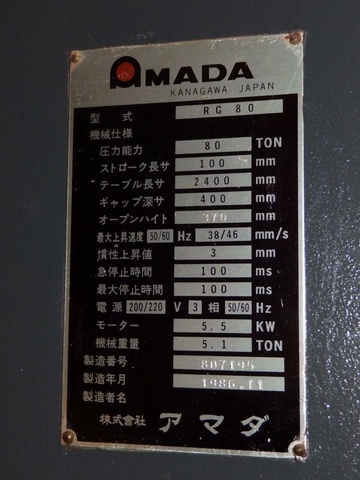 AMADA
KANAGAWA JAPAN
型式 RG 80
機械仕様
圧力能力 80 TON
ストローク長サ 100 mm
テーブル長サ 2400 mm
ギャップ深サ 400 mm
オープンハイト 370 mm
最大上昇速度 50/60 Hz 38/46 mm/s
慣性上昇値 3 mm
急停止時間 100 ms
最大停止時間 100 ms
電源 200/220 V 3 相 50/60 Hz
モーター 5.5 KW
機械重量 5.1 TON
製造番号 807195
製造年月 1986.11
製造者名
株式会社 アマダ